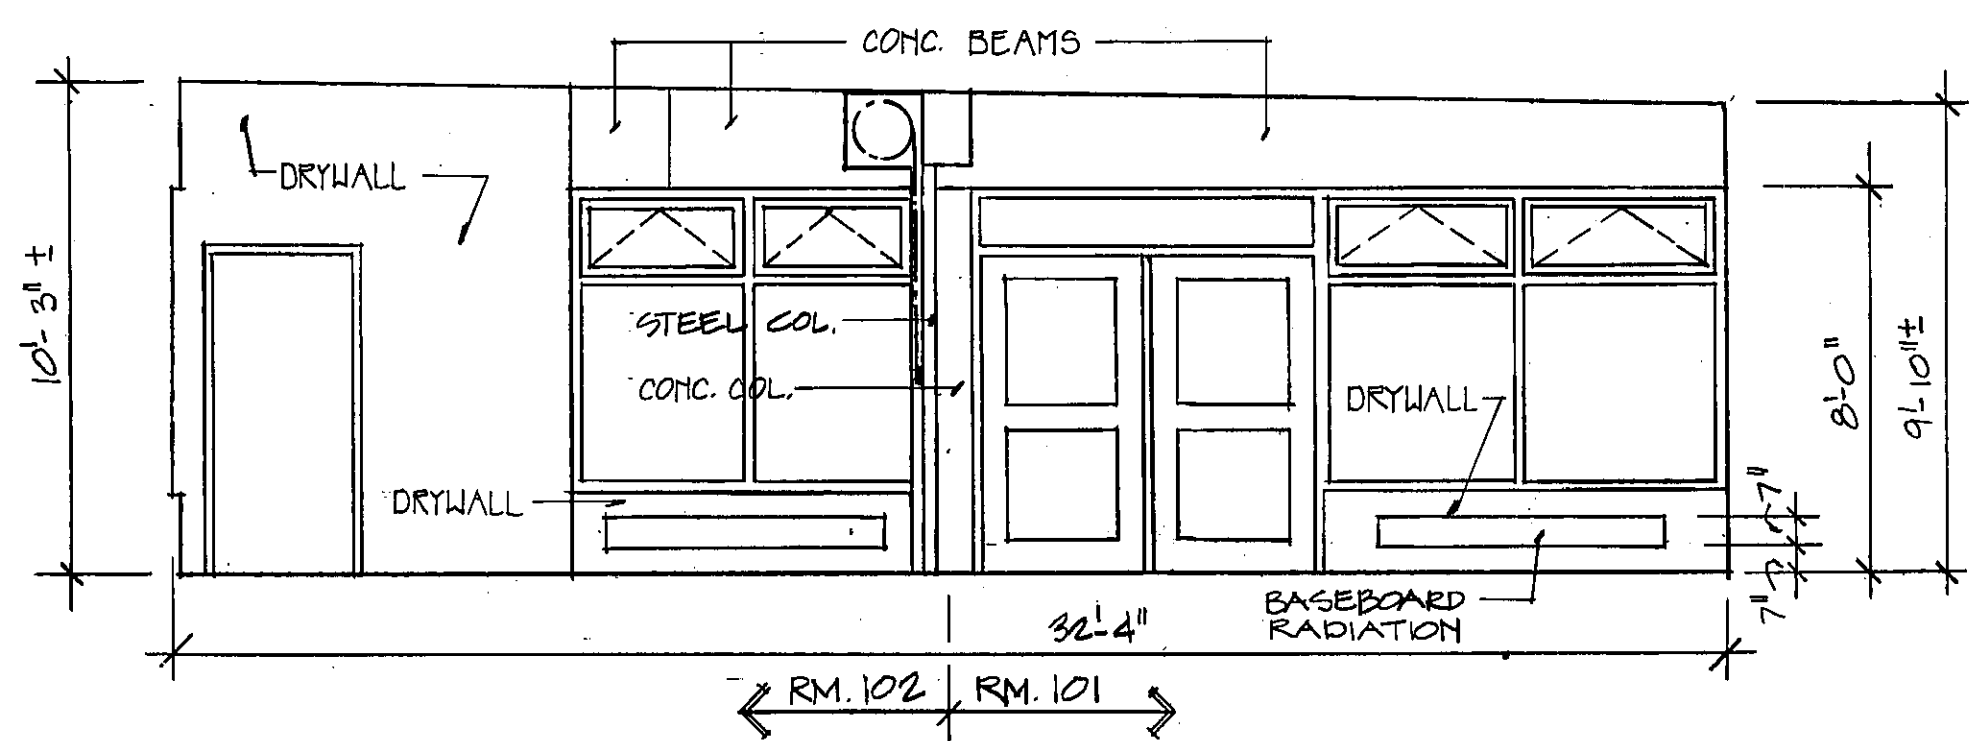 CONC. BEAMS
DRYWALL
10'-3"±
STEEL COL.
CONC. COL.
DRYWALL
DRYWALL
8'-0"
9'-10"±
7"
7"
BASEBOARD
RADIATION
32'-4"
RM. 102 RM. 101